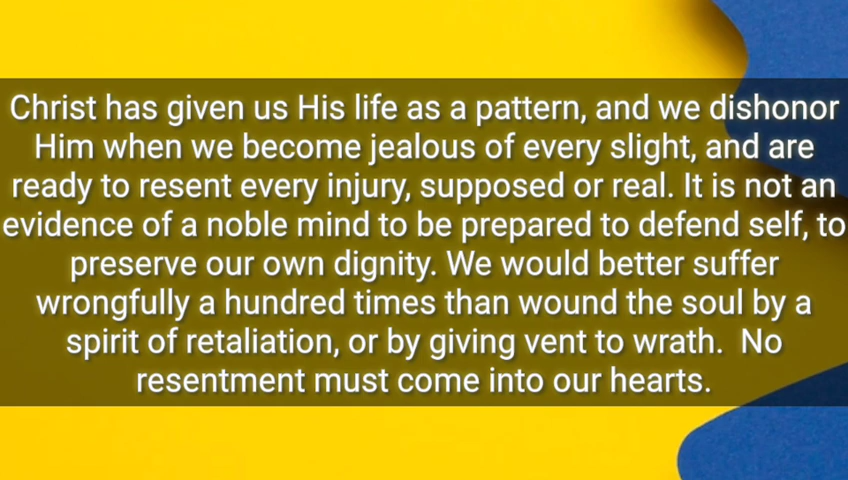 Christ has given us His life as a pattern, and we dishonor
Him when we become jealous of every slight, and are
ready to resent every injury, supposed or real. It is not an
evidence of a noble mind to be prepared to defend self, to
preserve our own dignity. We would better suffer
wrongfully a hundred times than wound the soul by a
spirit of retaliation, or by giving vent to wrath.  No
resentment must come into our hearts.